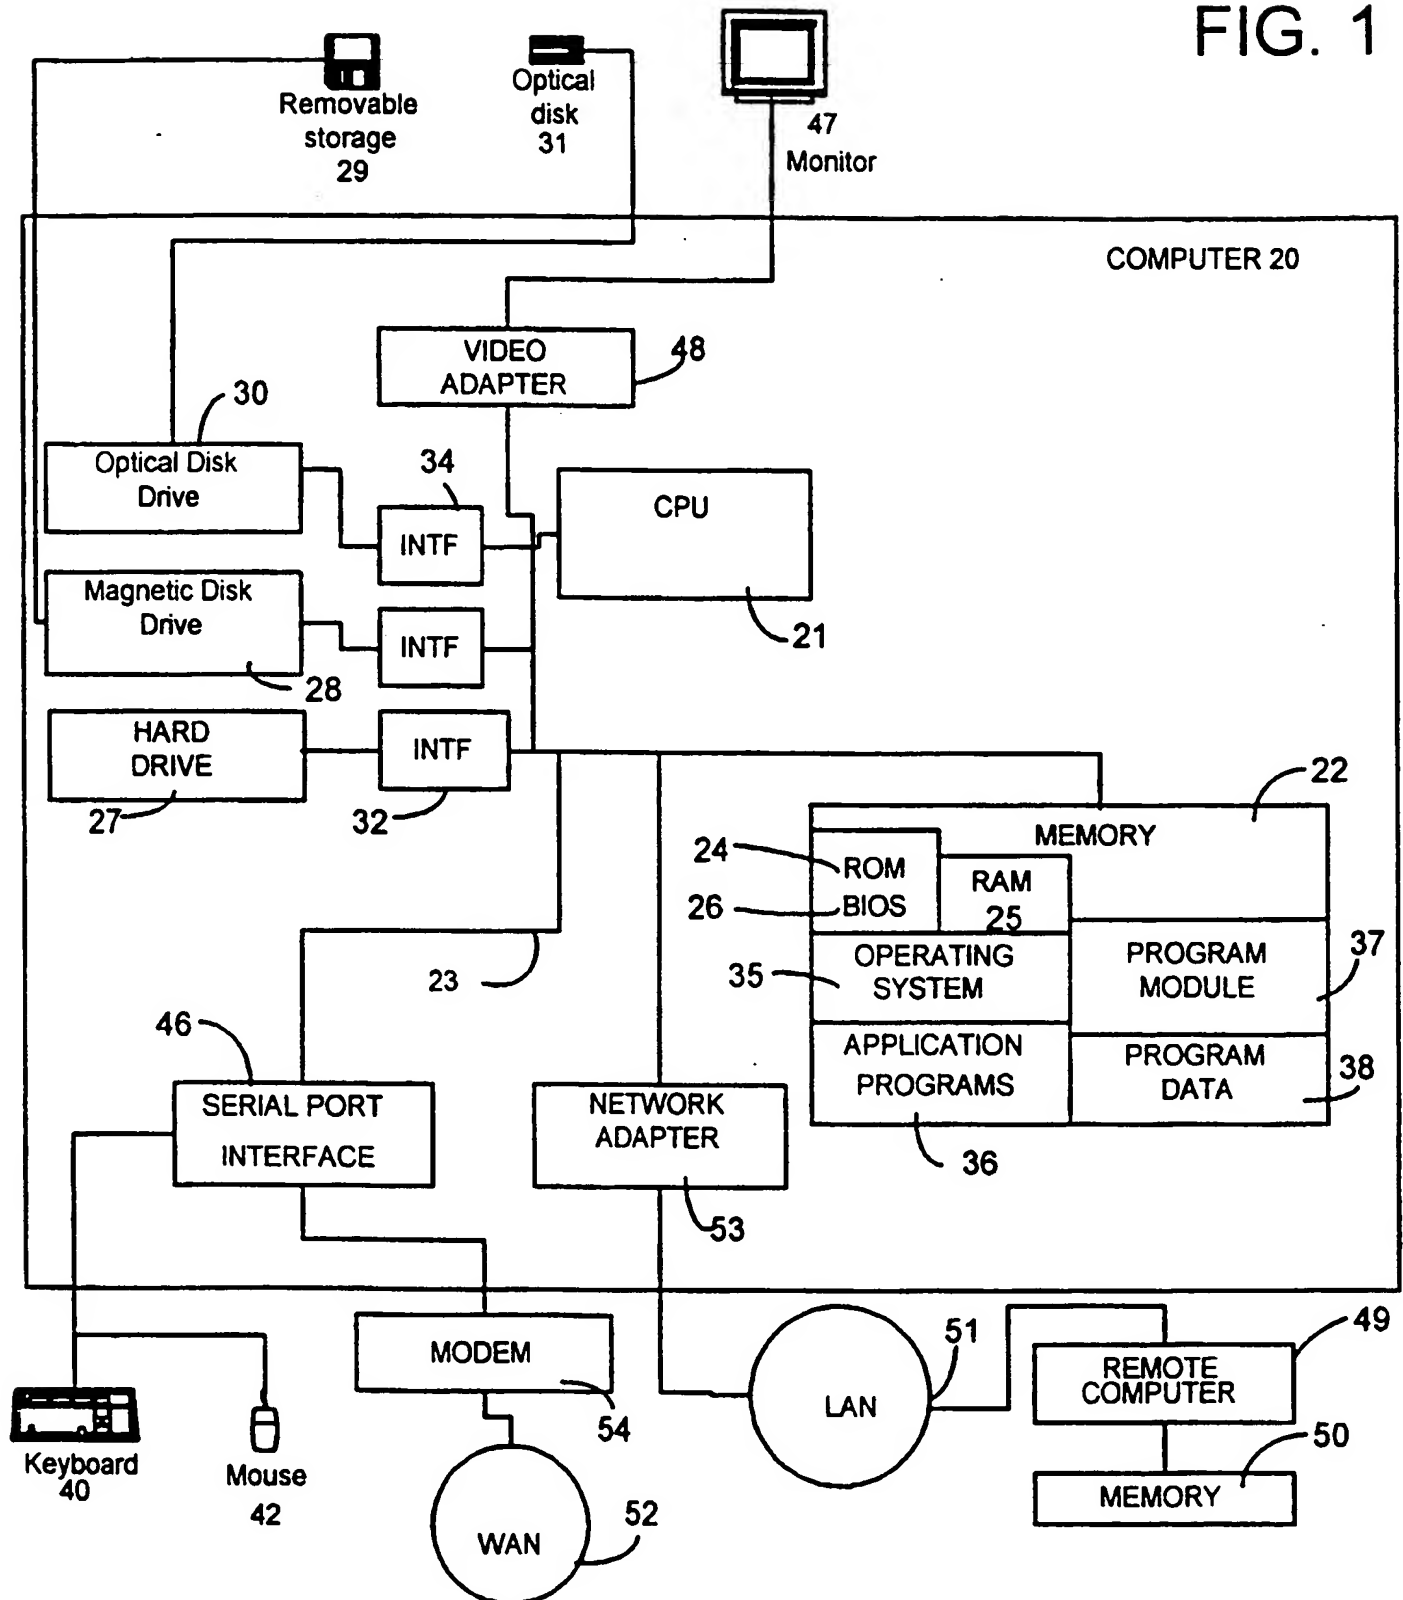 FIG. 1
Removable
storage
29
Optical
disk
31
47
Monitor
COMPUTER 20
VIDEO
ADAPTER
48
30
Optical Disk
Drive
34
INTF
CPU
21
Magnetic Disk
Drive
28
INTF
HARD
DRIVE
27
INTF
32
22
MEMORY
24
ROM
26
BIOS
RAM
25
35
OPERATING
SYSTEM
PROGRAM
MODULE
37
23
46
APPLICATION
PROGRAMS
36
PROGRAM
DATA
38
SERIAL PORT
INTERFACE
NETWORK
ADAPTER
53
MODEM
54
LAN
51
49
REMOTE
COMPUTER
50
MEMORY
Keyboard
40
Mouse
42
WAN
52